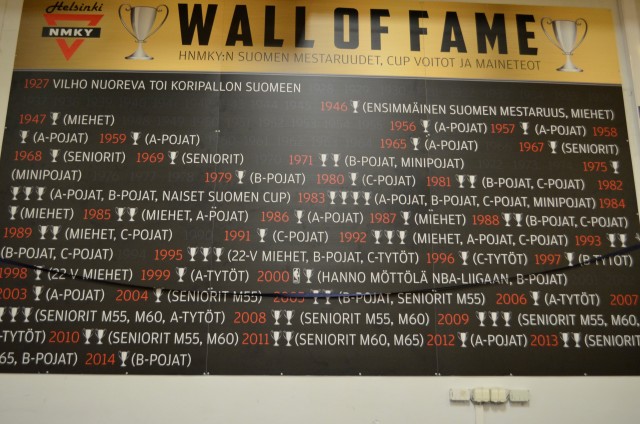 Helsinki
NMKY
WALL OF FAME
HNMKY:N SUOMEN MESTARUUDET, CUP VOITOT JA MAINETEOT
1927 VILHO NUOREVA TOI KORIPALLON SUOMEEN
1946 (ENSIMMÄINEN SUOMEN MESTARUUS, MIEHET)
1947 (MIEHET) 1956 (A-POJAT) 1957 (A-POJAT) 1958
(A-POJAT) 1959 (A-POJAT) 1965 (A-POJAT) 1967 (SENIORIT)
1968 (SENIORIT) 1969 (SENIORIT) 1971 (B-POJAT, MINIPOJAT) 1975
(MINIPOJAT) 1979 (B-POJAT) 1980 (C-POJAT) 1981 (B-POJAT, C-POJAT) 1982
(A-POJAT, B-POJAT, NAISET SUOMEN CUP) 1983 (A-POJAT, B-POJAT, C-POJAT, MINIPOJAT) 1984
(MIEHET) 1985 (MIEHET, A-POJAT) 1986 (A-POJAT) 1987 (MIEHET) 1988 (B-POJAT, C-POJAT)
1989 (MIEHET, C-POJAT) 1991 (C-POJAT) 1992 (MIEHET, A-POJAT, C-POJAT) 1993
(B-POJAT, C-POJAT) 1995 (22-V MIEHET, B-POJAT, C-TYTÖT) 1996 (C-TYTÖT) 1997 (B-TYTÖT)
1998 (22 V MIEHET) 1999 (A-TYTÖT) 2000 (HANNO MÖTTÖLÄ NBA-LIIGAAN, B-POJAT)
2003 (A-POJAT) 2004 (SENIORIT M55) 2005 (B-POJAT, SENIORIT M55) 2006 (A-TYTÖT) 2007
(SENIORIT M55, M60, A-TYTÖT) 2008 (SENIORIT M55, M60) 2009 (SENIORIT M55, M60,
A-TYTÖT) 2010 (SENIORIT M55, M60) 2011 (SENIORIT M60, M65) 2012 (A-POJAT) 2013 (SENIORIT
M60, M65, B-POJAT) 2014 (B-POJAT)